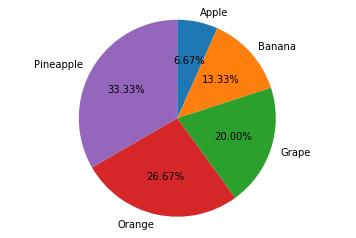 Apple
Banana
Pineapple
6.67%
13.33%
33.33%
20.00%
Grape
26.67%
Orange